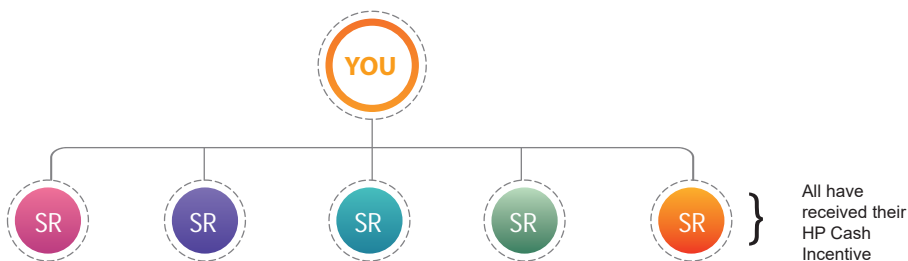 YOU
SR SR SR SR SR
All have
received their
HP Cash
Incentive